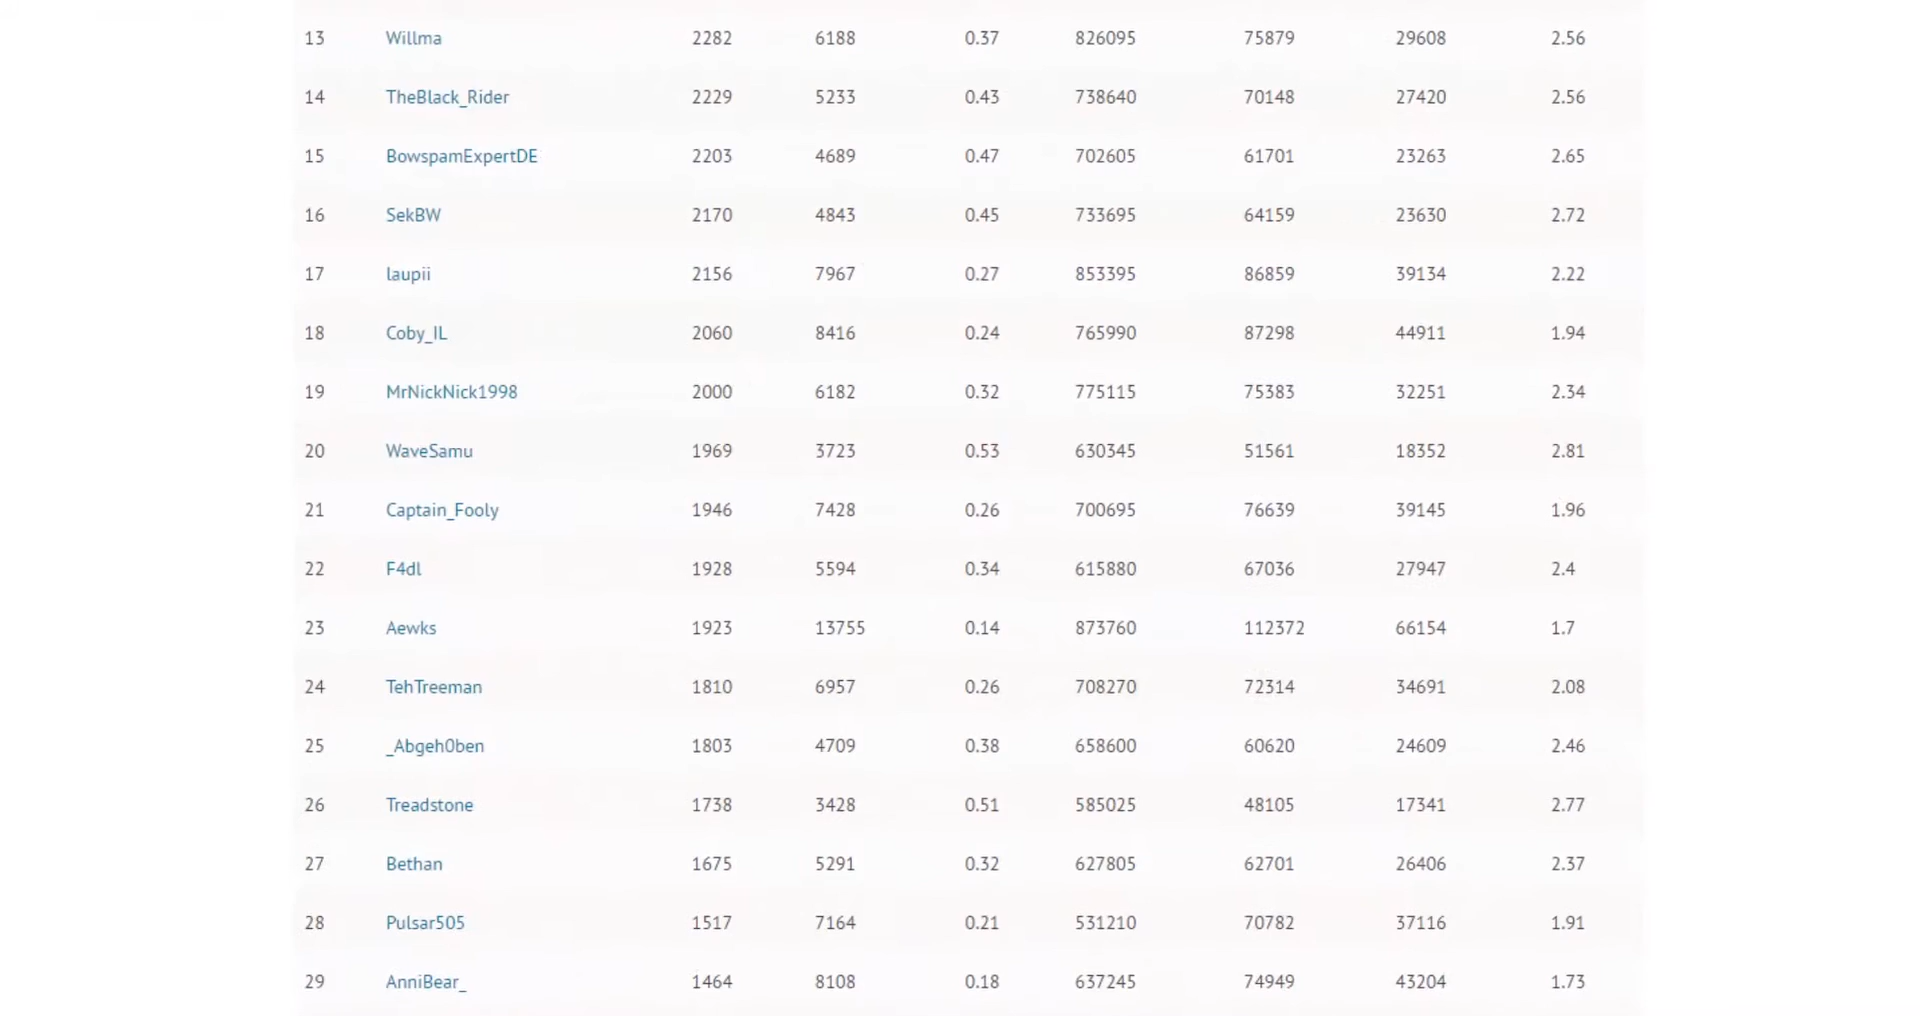 13 Willma 2282 6188 0.37 826095 75879 29608 2.56
14 TheBlack_Rider 2229 5233 0.43 738640 70148 27420 2.56
15 BowspamExpertDE 2203 4689 0.47 702605 61701 23263 2.65
16 SekBW 2170 4843 0.45 733695 64159 23630 2.72
17 laupii 2156 7967 0.27 853395 86859 39134 2.22
18 Coby_IL 2060 8416 0.24 765990 87298 44911 1.94
19 MrNickNick1998 2000 6182 0.32 775115 75383 32251 2.34
20 WaveSamu 1969 3723 0.53 630345 51561 18352 2.81
21 Captain_Fooly 1946 7428 0.26 700695 76639 39145 1.96
22 F4dl 1928 5594 0.34 615880 67036 27947 2.4
23 Aewks 1923 13755 0.14 873760 112372 66154 1.7
24 TehTreeman 1810 6957 0.26 708270 72314 34691 2.08
25 _Abgeh0ben 1803 4709 0.38 658600 60620 24609 2.46
26 Treadstone 1738 3428 0.51 585025 48105 17341 2.77
27 Bethan 1675 5291 0.32 627805 62701 26406 2.37
28 Pulsar505 1517 7164 0.21 531210 70782 37116 1.91
29 AnniBear_ 1464 8108 0.18 637245 74949 43204 1.73